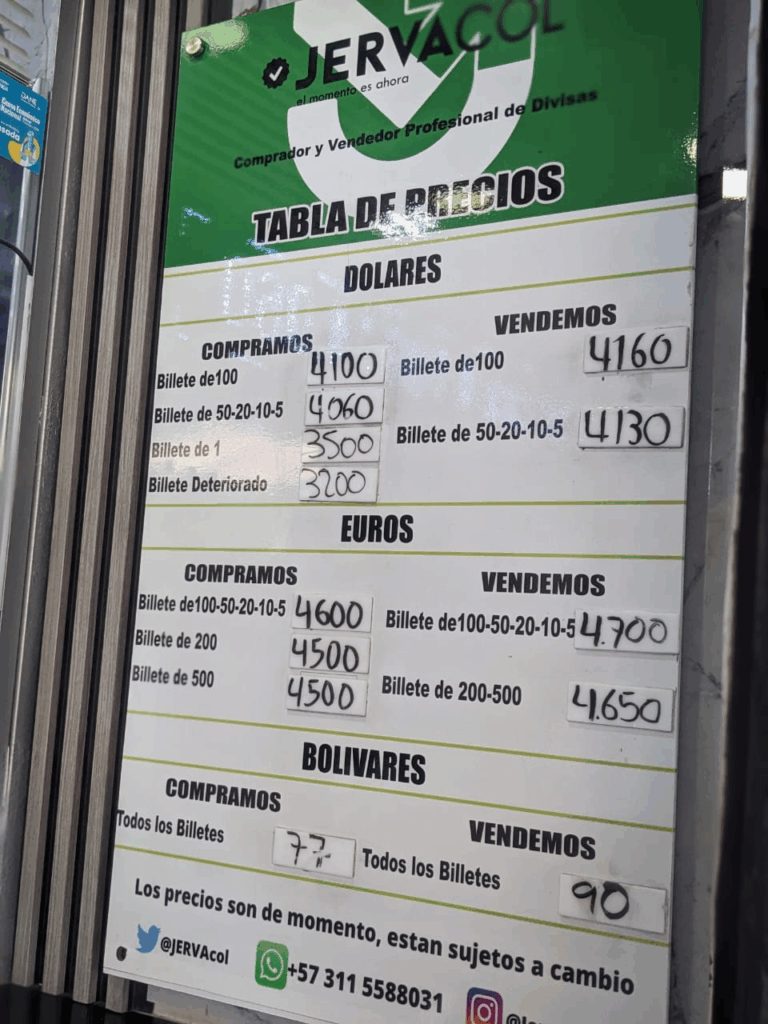 JERVACOL
el momento es ahora
Comprador y Vendedor Profesional de Divisas
TABLA DE PRECIOS
DOLARES
COMPRAMOS
Billete de100 4100
Billete de 50-20-10-5 4060
Billete de 1 3500
Billete Deteriorado 3200
VENDEMOS
Billete de100 4160
Billete de 50-20-10-5 4130
EUROS
COMPRAMOS
Billete de100-50-20-10-5 4600
Billete de 200 4500
Billete de 500 4500
VENDEMOS
Billete de100-50-20-10-5 4.700
Billete de 200-500 4.650
BOLIVARES
COMPRAMOS
Todos los Billetes 77
VENDEMOS
Todos los Billetes 90
Los precios son de momento, estan sujetos a cambio
@JERVAcol
+57 311 5588031